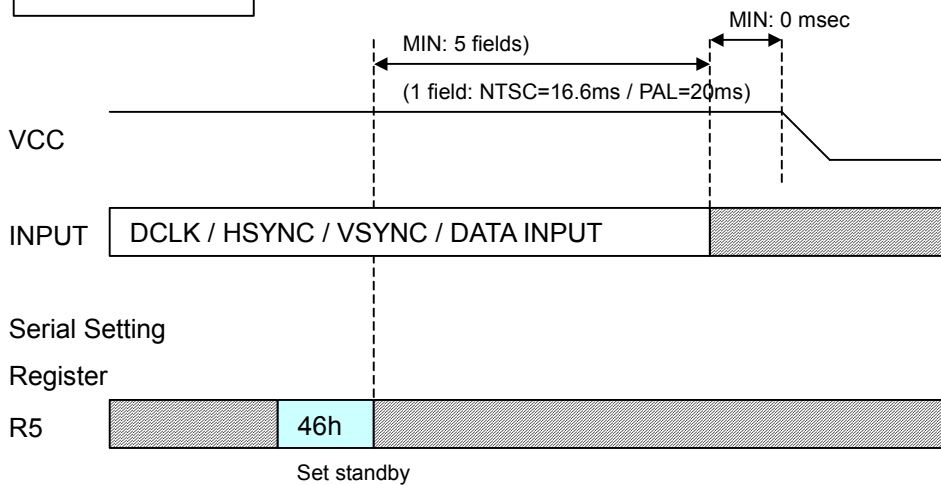 MIN: 0 msec
MIN: 5 fields)
(1 field: NTSC=16.6ms / PAL=20ms)
VCC
INPUT DCLK / HSYNC / VSYNC / DATA INPUT
Serial Setting
Register
R5 46h
Set standby